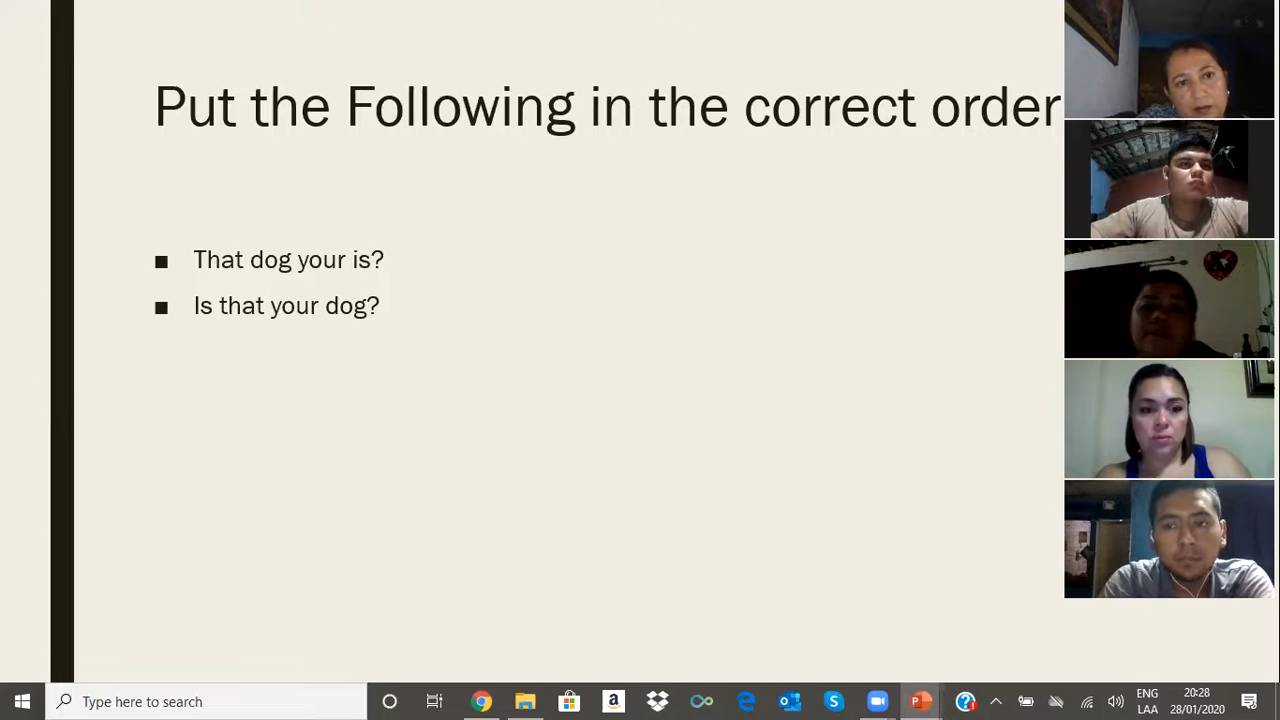 Put the Following in the correct order
That dog your is?
Is that your dog?
Type here to search
ENG
20:28
LAA
28/01/2020